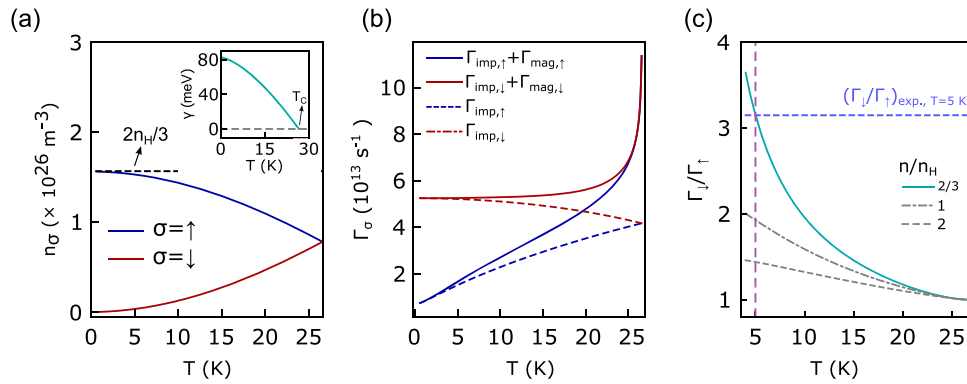 (a)
3
2
1
0
n_σ (× 10^26 m^-3)
2n_H/3
σ=↑
σ=↓
0 5 10 15 20 25
T (K)
80
40
0
γ (meV)
T_C
0 15 30
T (K)
(b)
10
8
6
4
2
Γ_σ (10^13 s^-1)
Γ_imp,↑+Γ_mag,↑
Γ_imp,↓+Γ_mag,↓
Γ_imp,↑
Γ_imp,↓
0 5 10 15 20 25
T (K)
(c)
4
3
2
1
Γ_↓/Γ_↑
(Γ_↓/Γ_↑)_exp., T=5 K
n/n_H
2/3
1
2
5 10 15 20 25
T (K)